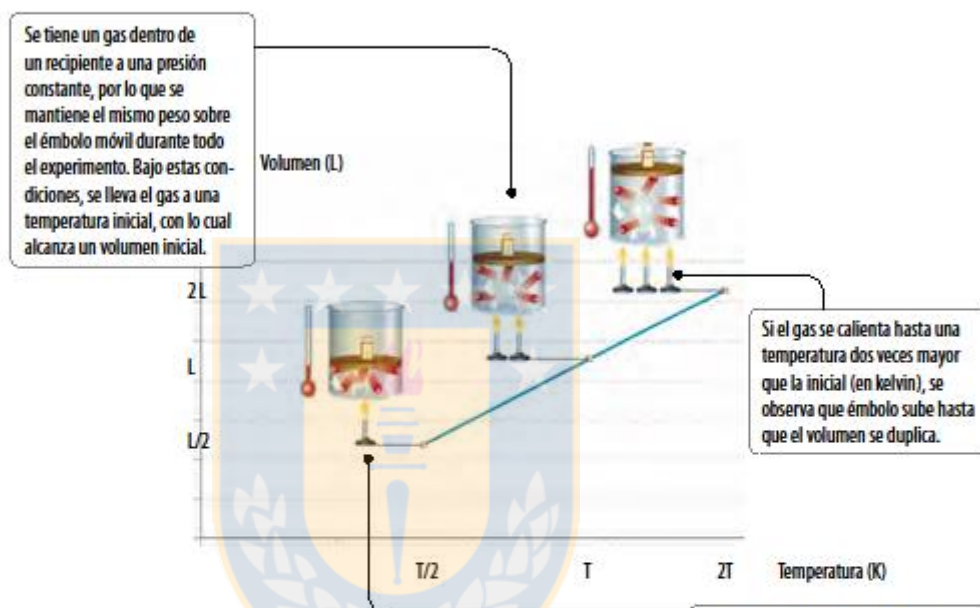 Se tiene un gas dentro de
un recipiente a una presión
constante, por lo que se
mantiene el mismo peso sobre
el émbolo móvil durante todo
el experimento. Bajo estas con-
diciones, se lleva el gas a una
temperatura inicial, con lo cual
alcanza un volumen inicial.
Volumen (L)
2L
L
L/2
Si el gas se calienta hasta una
temperatura dos veces mayor
que la inicial (en kelvin), se
observa que émbolo sube hasta
que el volumen se duplica.
T/2
T
2T
Temperatura (K)